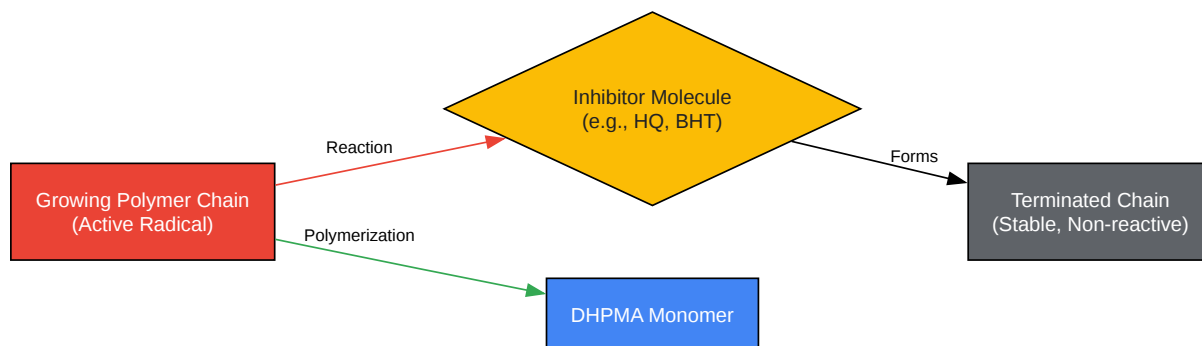 Inhibitor Molecule
(e.g., HQ, BHT)
Reaction
Forms
Growing Polymer Chain
(Active Radical)
Terminated Chain
(Stable, Non-reactive)
Polymerization
DHPMA Monomer